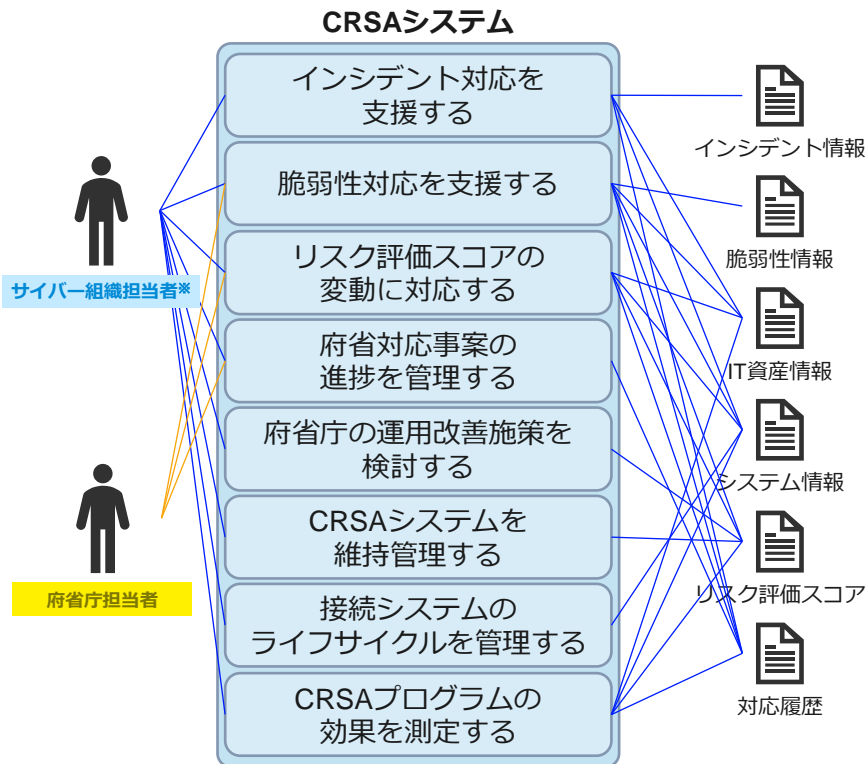 CRSAシステム
インシデント対応を
支援する
脆弱性対応を支援する
リスク評価スコアの
変動に対応する
府省対応事案の
進捗を管理する
府省庁の運用改善施策を
検討する
CRSAシステムを
維持管理する
接続システムの
ライフサイクルを管理する
CRSAプログラムの
効果を測定する
サイバー組織担当者※
府省庁担当者
インシデント情報
脆弱性情報
IT資産情報
システム情報
リスク評価スコア
対応履歴